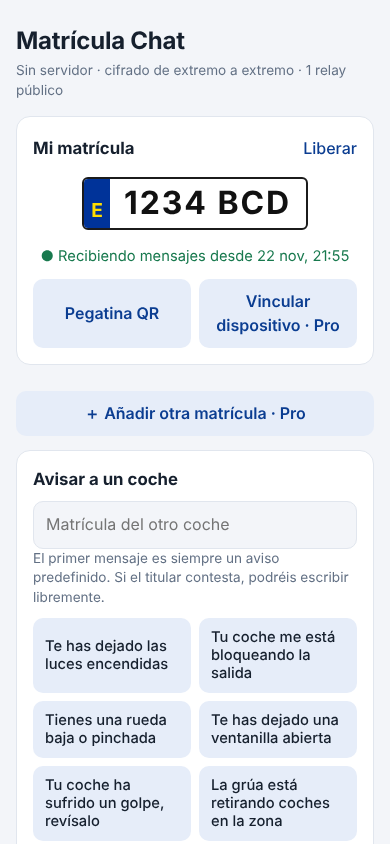 Matrícula Chat
Sin servidor · cifrado de extremo a extremo · 1 relay
público
Mi matrícula
Liberar
E 1234 BCD
● Recibiendo mensajes desde 22 nov, 21:55
Pegatina QR
Vincular
dispositivo · Pro
+ Añadir otra matrícula · Pro
Avisar a un coche
Matrícula del otro coche
El primer mensaje es siempre un aviso
predefinido. Si el titular contesta, podréis escribir
libremente.
Te has dejado las
luces encendidas
Tu coche me está
bloqueando la
salida
Tienes una rueda
baja o pinchada
Te has dejado una
ventanilla abierta
Tu coche ha
sufrido un golpe,
revísalo
La grúa está
retirando coches
en la zona